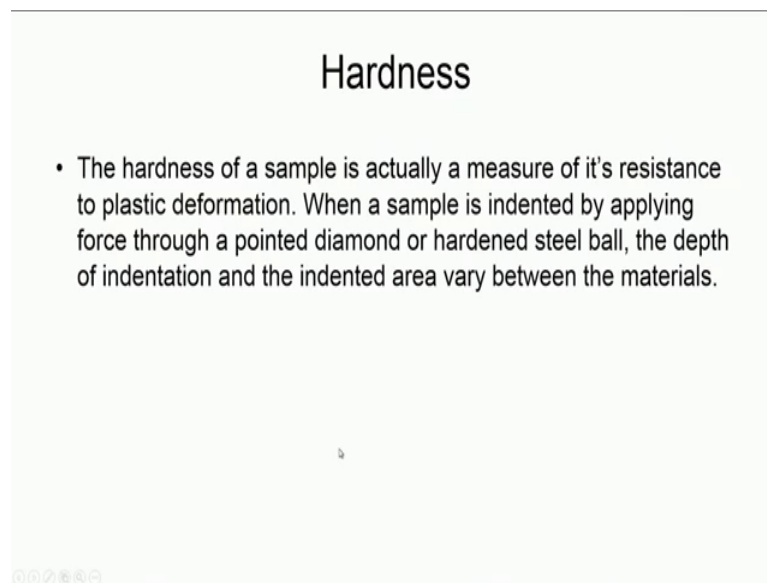 Hardness
• The hardness of a sample is actually a measure of it's resistance
to plastic deformation. When a sample is indented by applying
force through a pointed diamond or hardened steel ball, the depth
of indentation and the indented area vary between the materials.